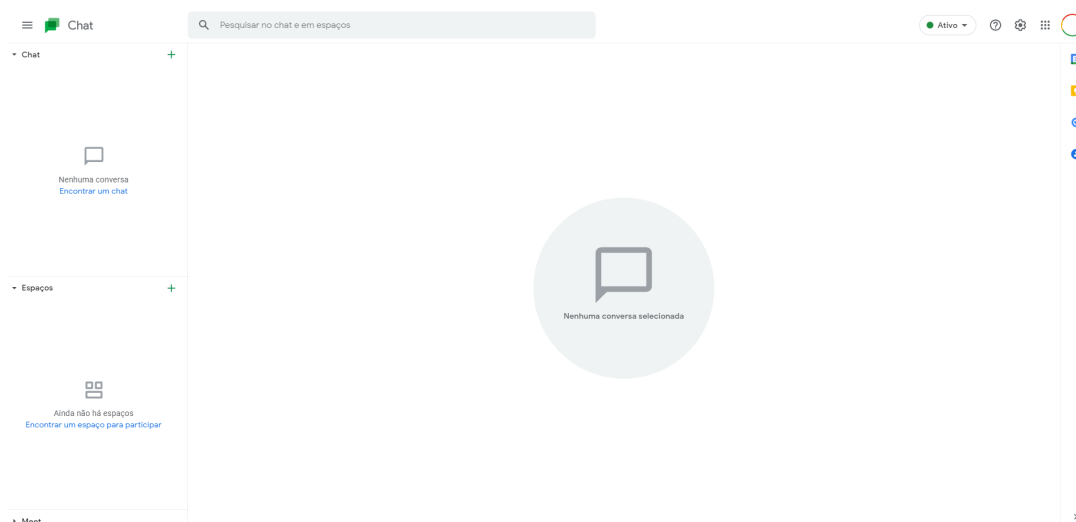 Chat
Pesquisar no chat e em espaços
Ativo
Chat
Nenhuma conversa
Encontrar um chat
Nenhuma conversa selecionada
Espaços
Ainda não há espaços
Encontrar um espaço para participar
Meet